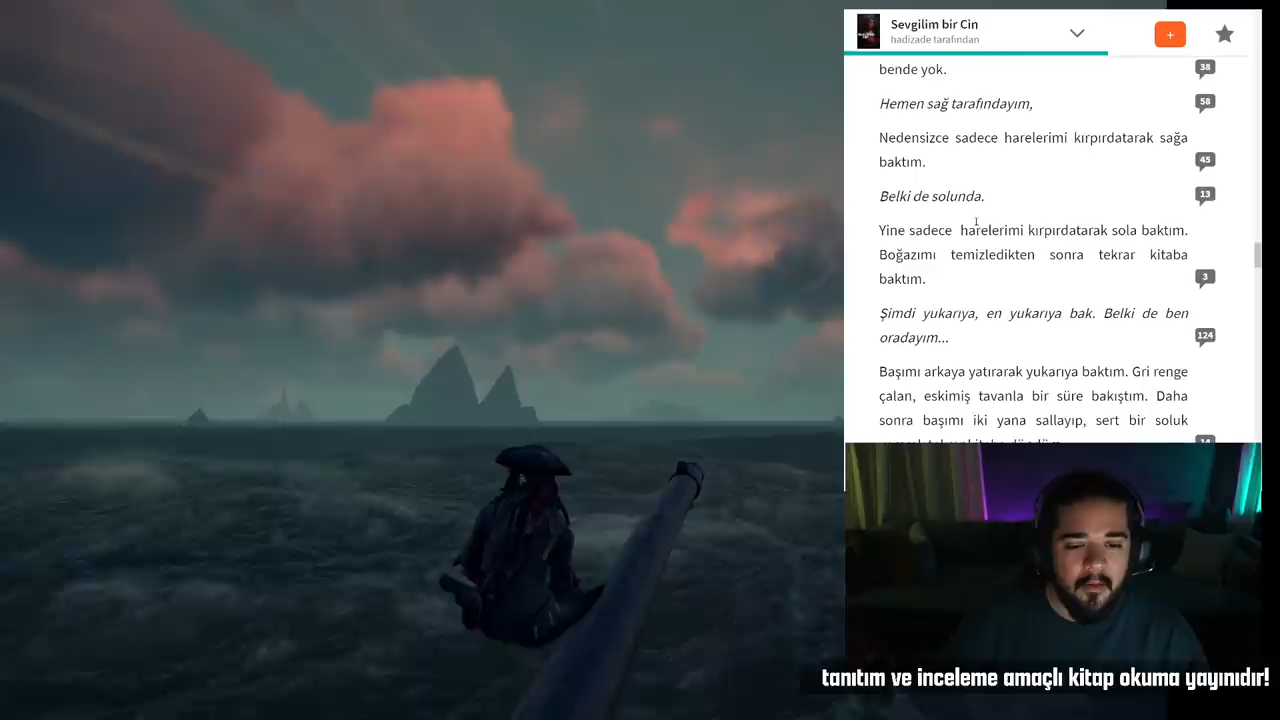 Sevgilim bir Cin
hadizade tarafından
+
bende yok.
38
Hemen sağ tarafındayım,
58
Nedensizce sadece harelerimi kırpırdatarak sağa
baktım.
45
Belki de solunda.
13
Yine sadece harelerimi kırpırdatarak sola baktım.
Boğazımı temizledikten sonra tekrar kitaba
baktım.
3
Şimdi yukarıya, en yukarıya bak. Belki de ben
oradayım...
124
Başımı arkaya yatırarak yukarıya baktım. Gri renge
çalan, eskimiş tavanla bir süre bakıştım. Daha
sonra başımı iki yana sallayıp, sert bir soluk
tanıtım ve inceleme amaçlı kitap okuma yayınıdır!